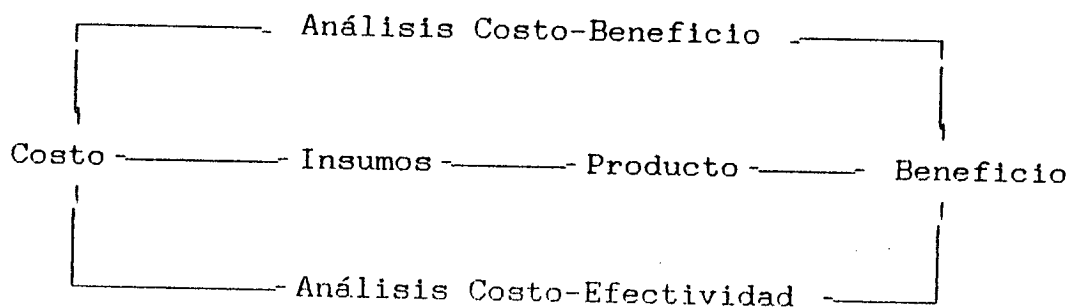 Análisis Costo-Beneficio
Costo Insumos Producto Beneficio
Análisis Costo-Efectividad